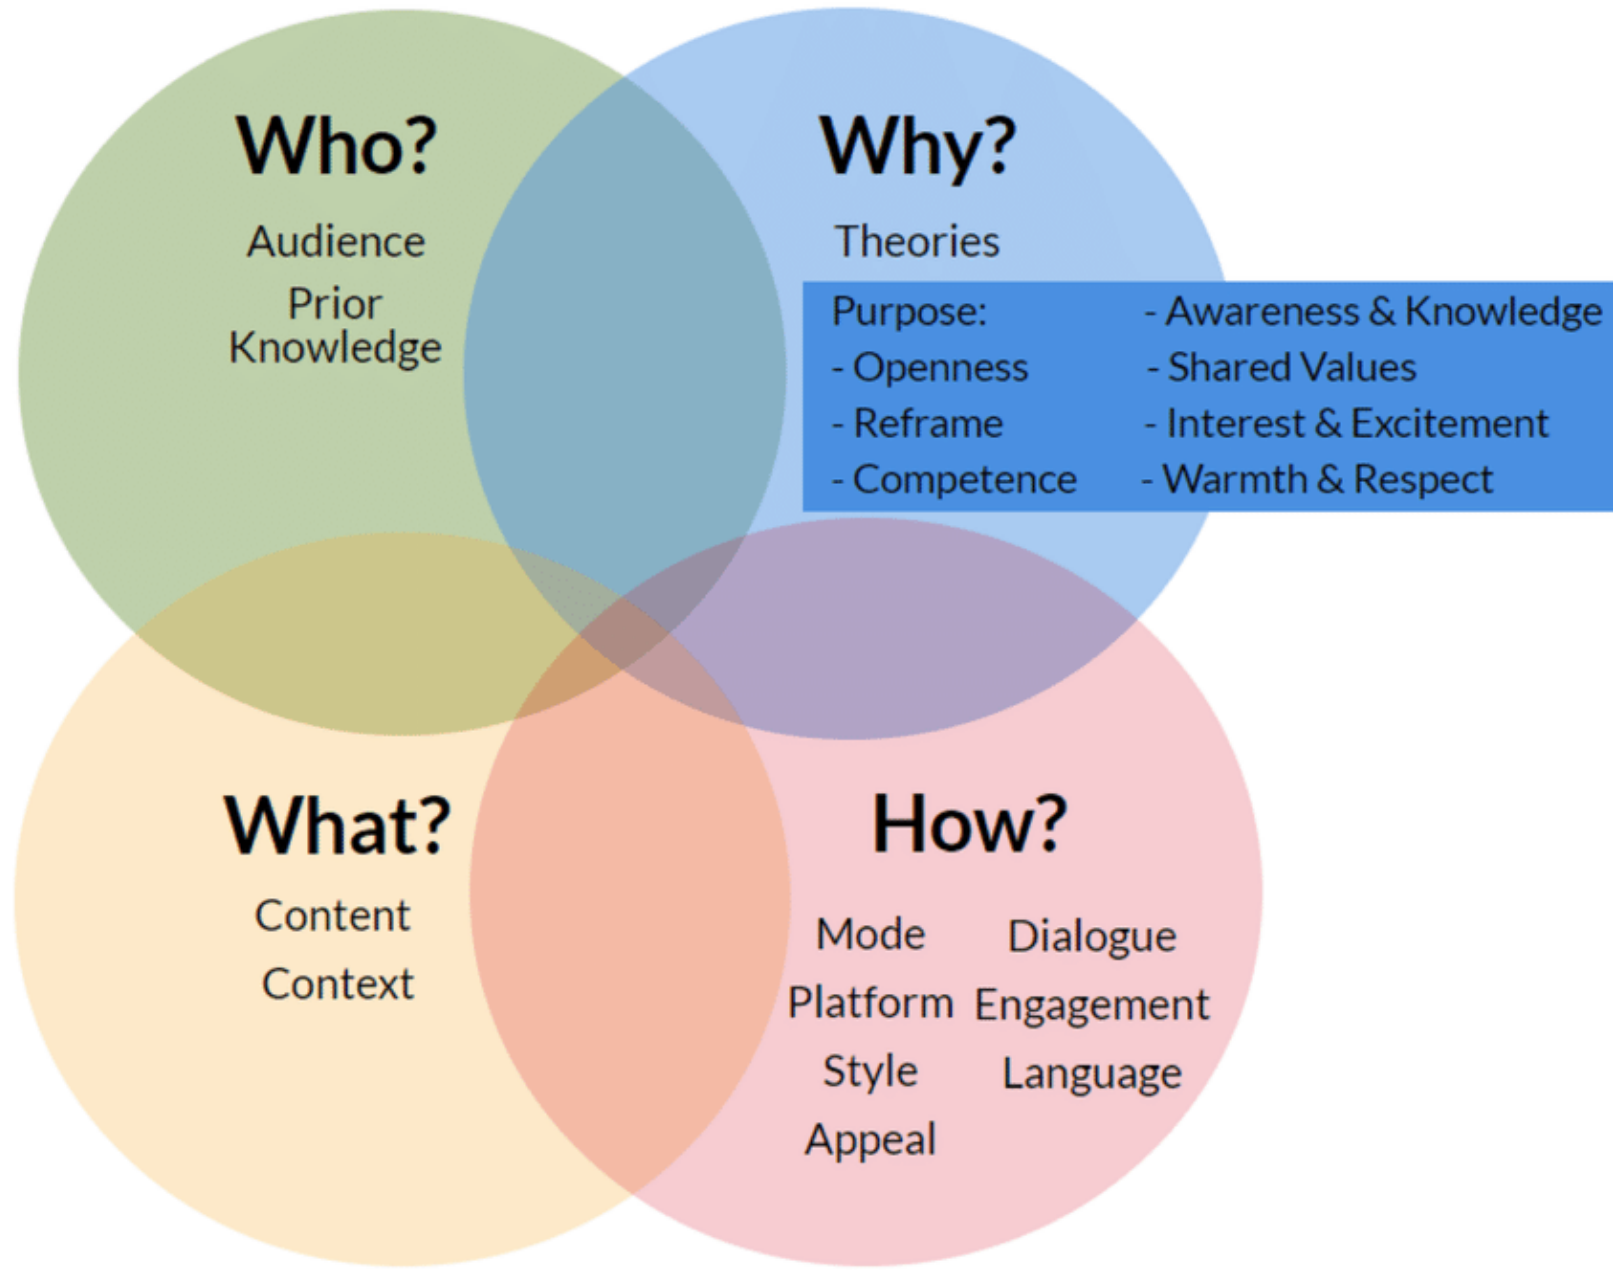 Who?
Audience
Prior
Knowledge
Why?
Theories
Purpose:
- Openness
- Reframe
- Competence
- Awareness & Knowledge
- Shared Values
- Interest & Excitement
- Warmth & Respect
What?
Content
Context
How?
Mode
Platform
Style
Appeal
Dialogue
Engagement
Language